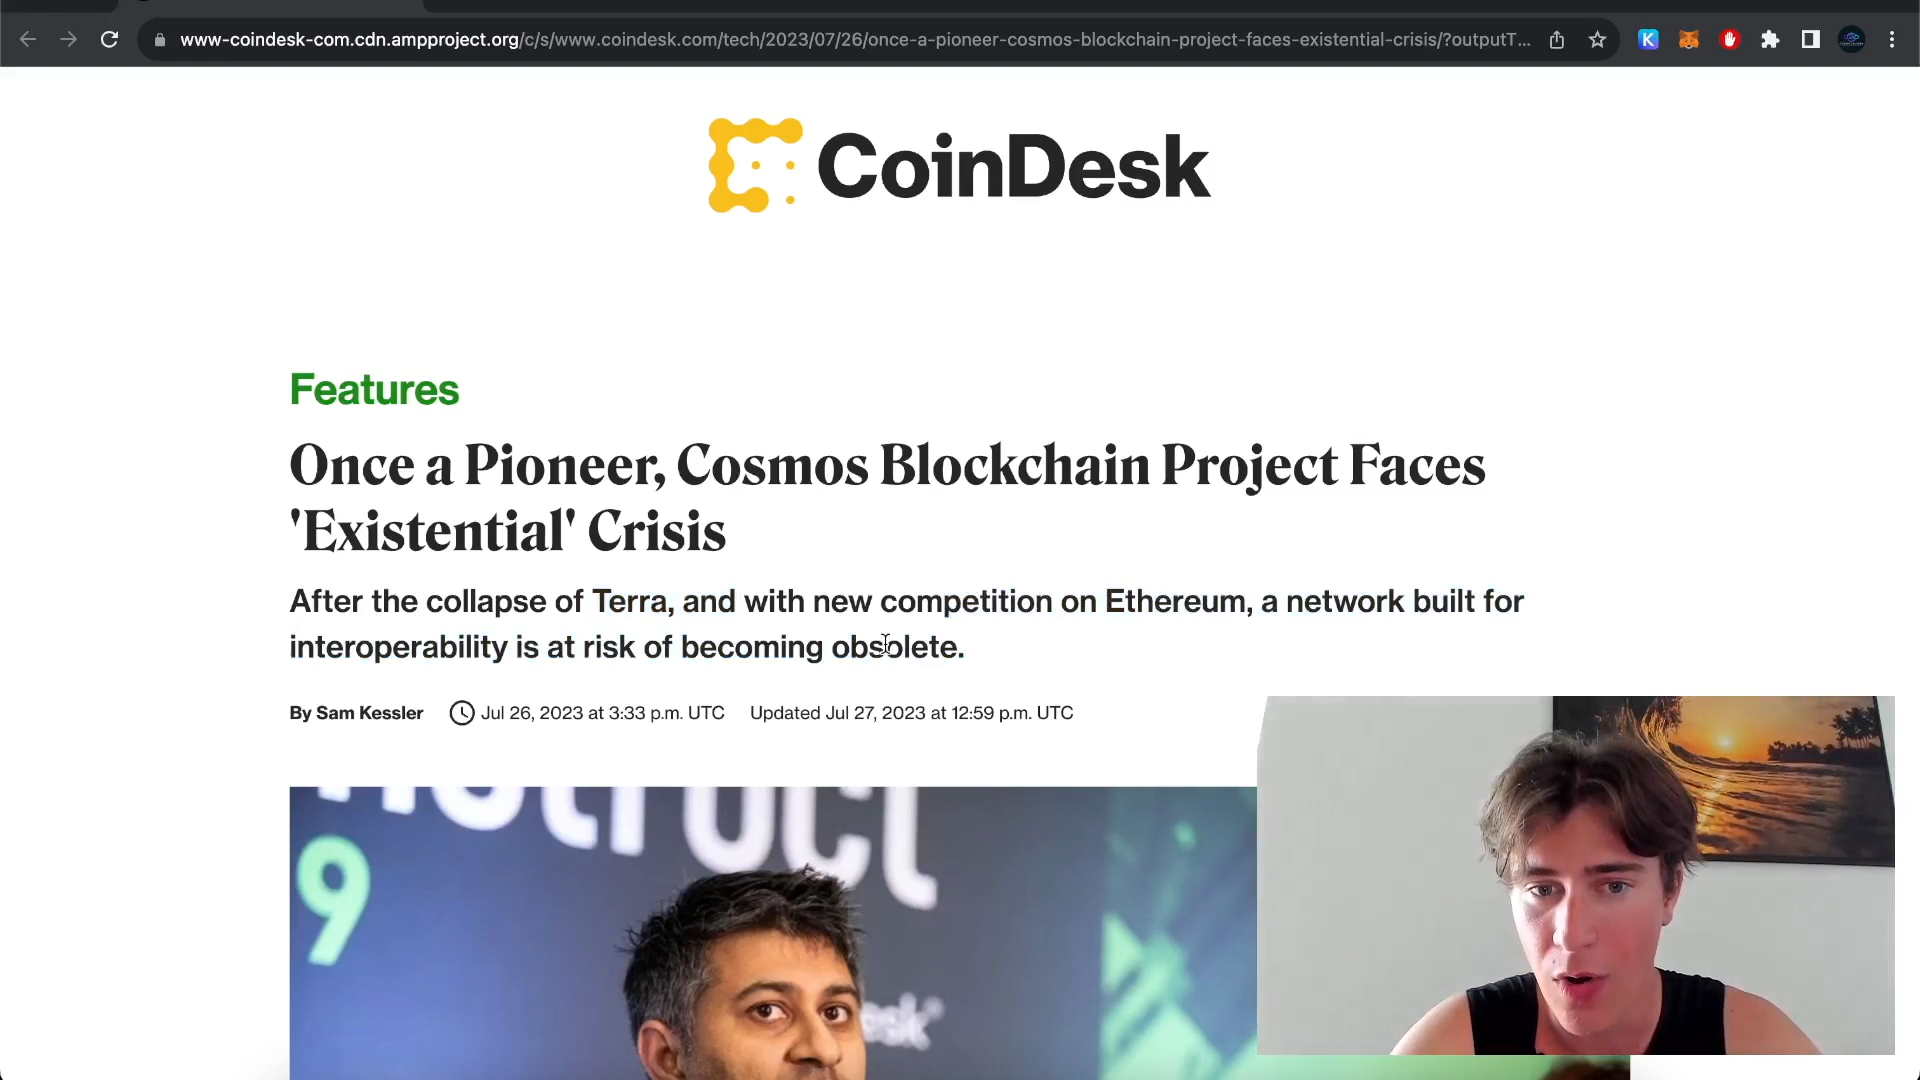 www-coindesk-com.cdn.ampproject.org/c/s/www.coindesk.com/tech/2023/07/26/once-a-pioneer-cosmos-blockchain-project-faces-existential-crisis/?outputT...
K
CoinDesk
Features
Once a Pioneer, Cosmos Blockchain Project Faces
'Existential' Crisis
After the collapse of Terra, and with new competition on Ethereum, a network built for
interoperability is at risk of becoming obsolete.
By Sam Kessler Jul 26, 2023 at 3:33 p.m. UTC Updated Jul 27, 2023 at 12:59 p.m. UTC
9